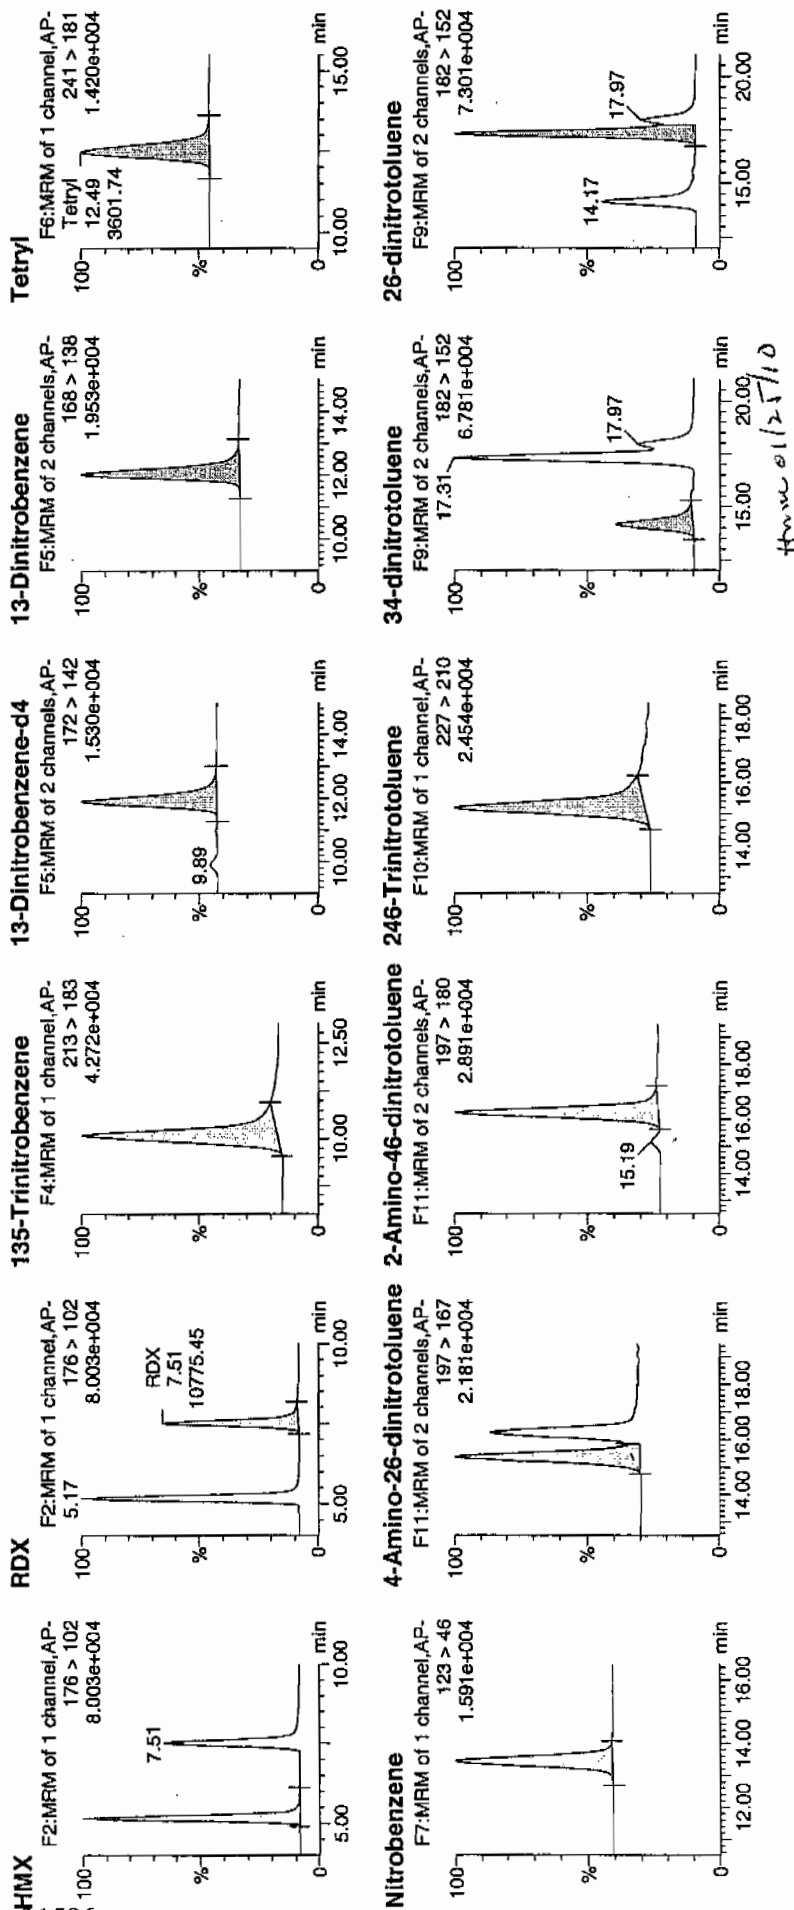 HMX
F2:MRM of 1 channel,AP-
176 > 102
8.003e+004
100
7.51
%
0
5.00
10.00
min
RDX
F2:MRM of 1 channel,AP-
176 > 102
8.003e+004
100
5.17
RDX
7.51
10775.45
%
0
5.00
10.00
min
135-Trinitrobenzene
F4:MRM of 1 channel,AP-
213 > 183
4.272e+004
100
%
0
10.00
12.50
min
13-Dinitrobenzene-d4
F5:MRM of 2 channels,AP-
172 > 142
1.530e+004
100
9.89
%
0
10.00
12.00
14.00
min
13-Dinitrobenzene
F5:MRM of 2 channels,AP-
168 > 138
1.953e+004
100
%
0
10.00
12.00
14.00
min
Tetryl
F6:MRM of 1 channel,AP-
241 > 181
1.420e+004
100
Tetryl
12.49
3601.74
%
0
10.00
15.00
min
Nitrobenzene
F7:MRM of 1 channel,AP-
123 > 46
1.591e+004
100
%
0
12.00
14.00
16.00
min
4-Amino-26-dinitrotoluene
F11:MRM of 2 channels,AP-
197 > 167
2.181e+004
100
%
0
14.00
16.00
18.00
min
2-Amino-46-dinitrotoluene
F11:MRM of 2 channels,AP-
197 > 180
2.891e+004
100
15.19
%
0
14.00
16.00
18.00
min
246-Trinitrotoluene
F10:MRM of 1 channel,AP-
227 > 210
2.454e+004
100
%
0
14.00
16.00
18.00
min
34-dinitrotoluene
F9:MRM of 2 channels,AP-
182 > 152
6.781e+004
100
17.31
17.97
%
0
15.00
20.00
min
26-dinitrotoluene
F9:MRM of 2 channels,AP-
182 > 152
7.301e+004
100
14.17
17.97
%
0
15.00
20.00
min
01/25/10